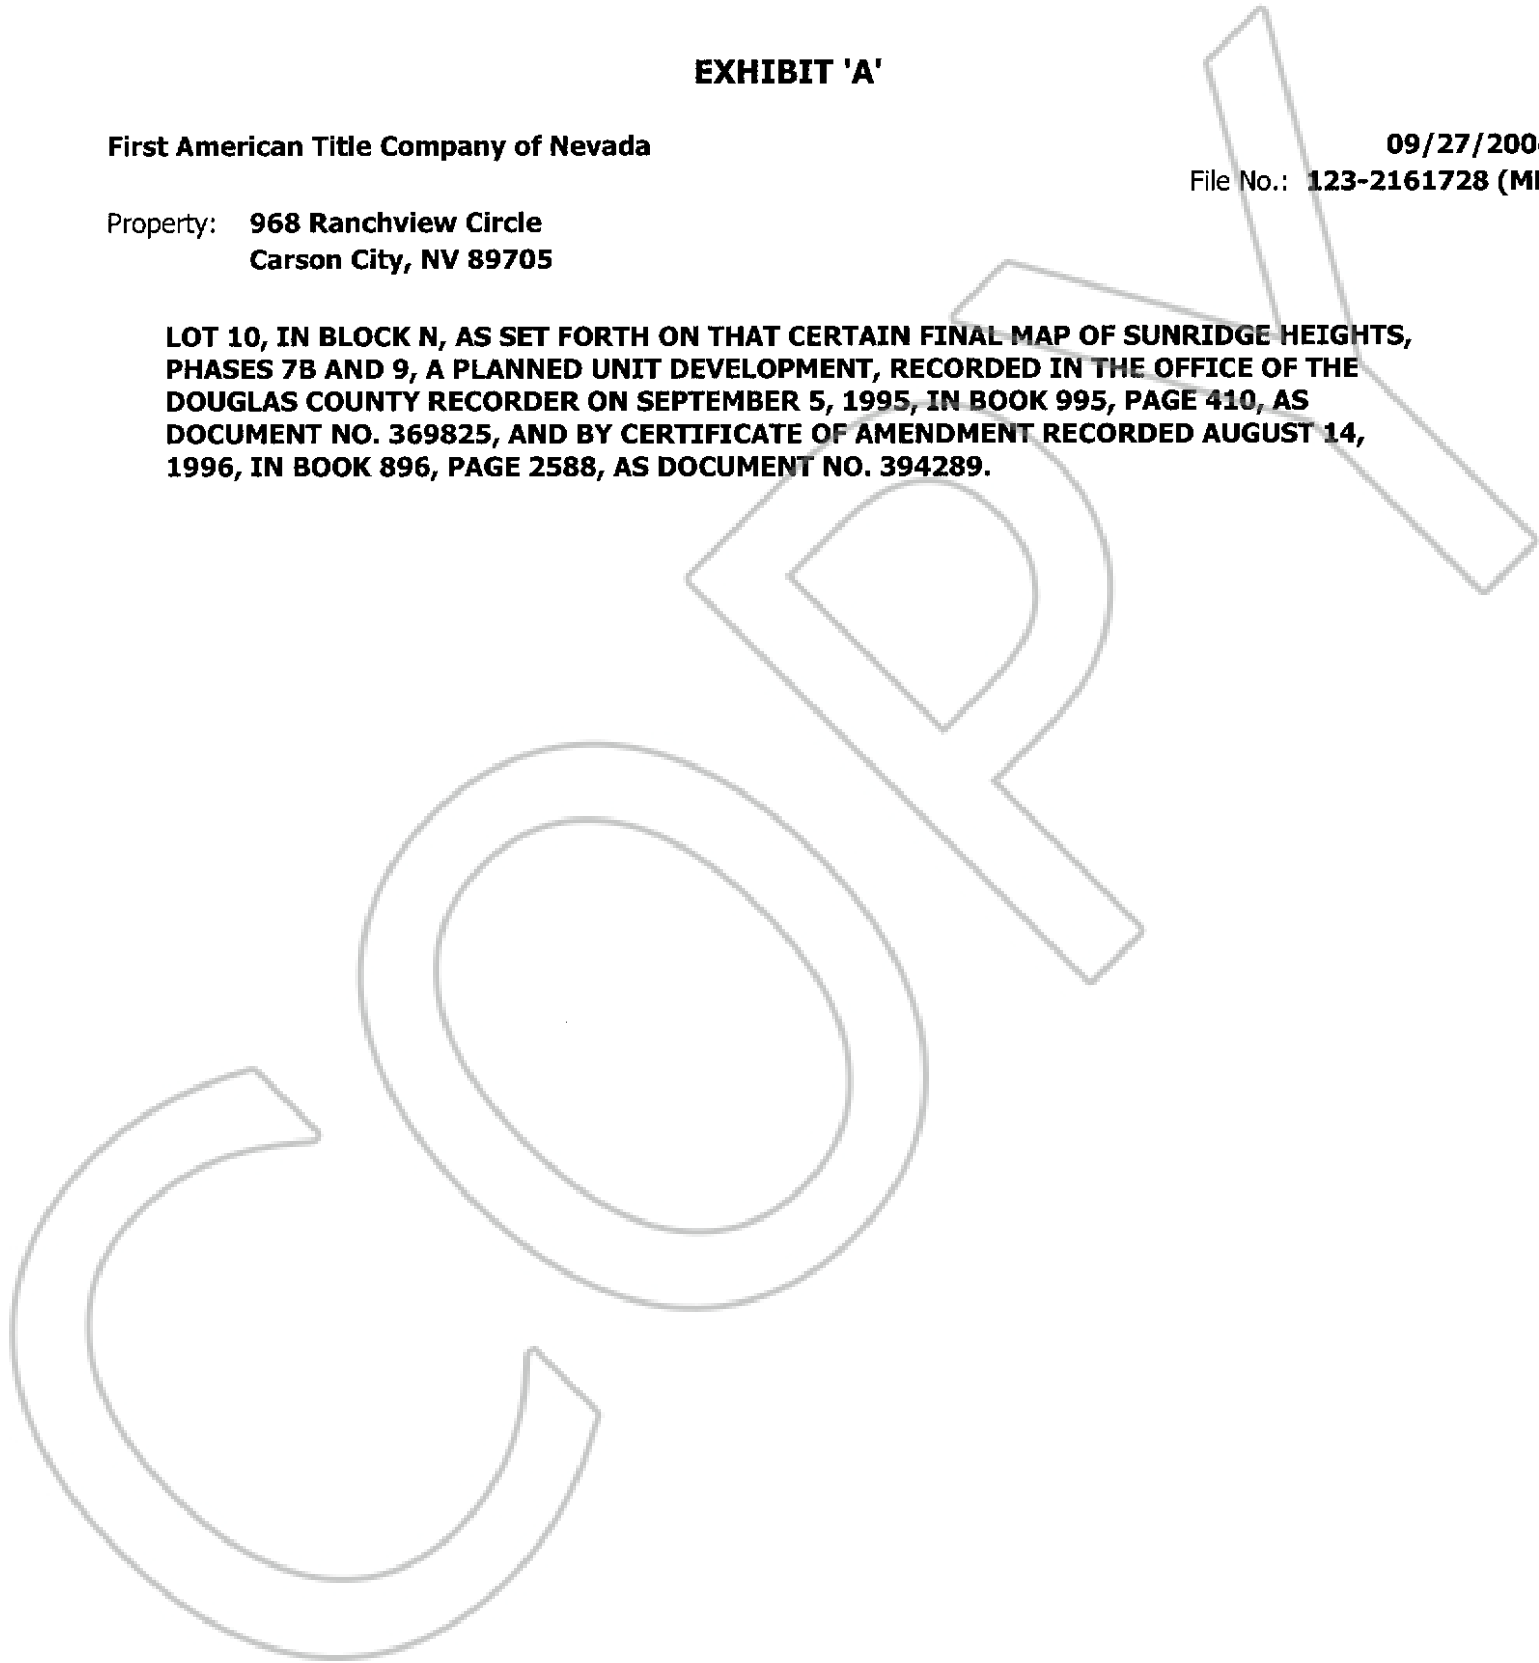 EXHIBIT 'A'
First American Title Company of Nevada
09/27/200
File No.: 123-2161728
Property: 968 Ranchview Circle
Carson City, NV 89705
LOT 10, IN BLOCK N, AS SET FORTH ON THAT CERTAIN FINAL MAP OF SUNRIDGE HEIGHTS,
PHASES 7B AND 9, A PLANNED UNIT DEVELOPMENT, RECORDED IN THE OFFICE OF THE
DOUGLAS COUNTY RECORDER ON SEPTEMBER 5, 1995, IN BOOK 995, PAGE 410, AS
DOCUMENT NO. 369825, AND BY CERTIFICATE OF AMENDMENT RECORDED AUGUST 14,
1996, IN BOOK 896, PAGE 2588, AS DOCUMENT NO. 394289.
COPY